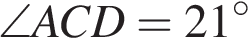 ∠ACD = 21°